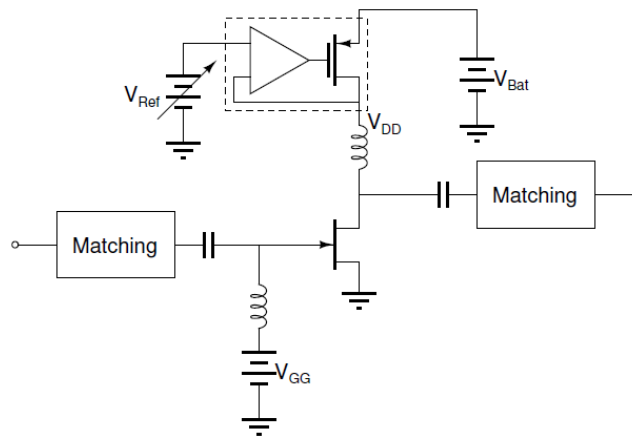 V_Ref
V_Bat
V_DD
Matching
Matching
V_GG